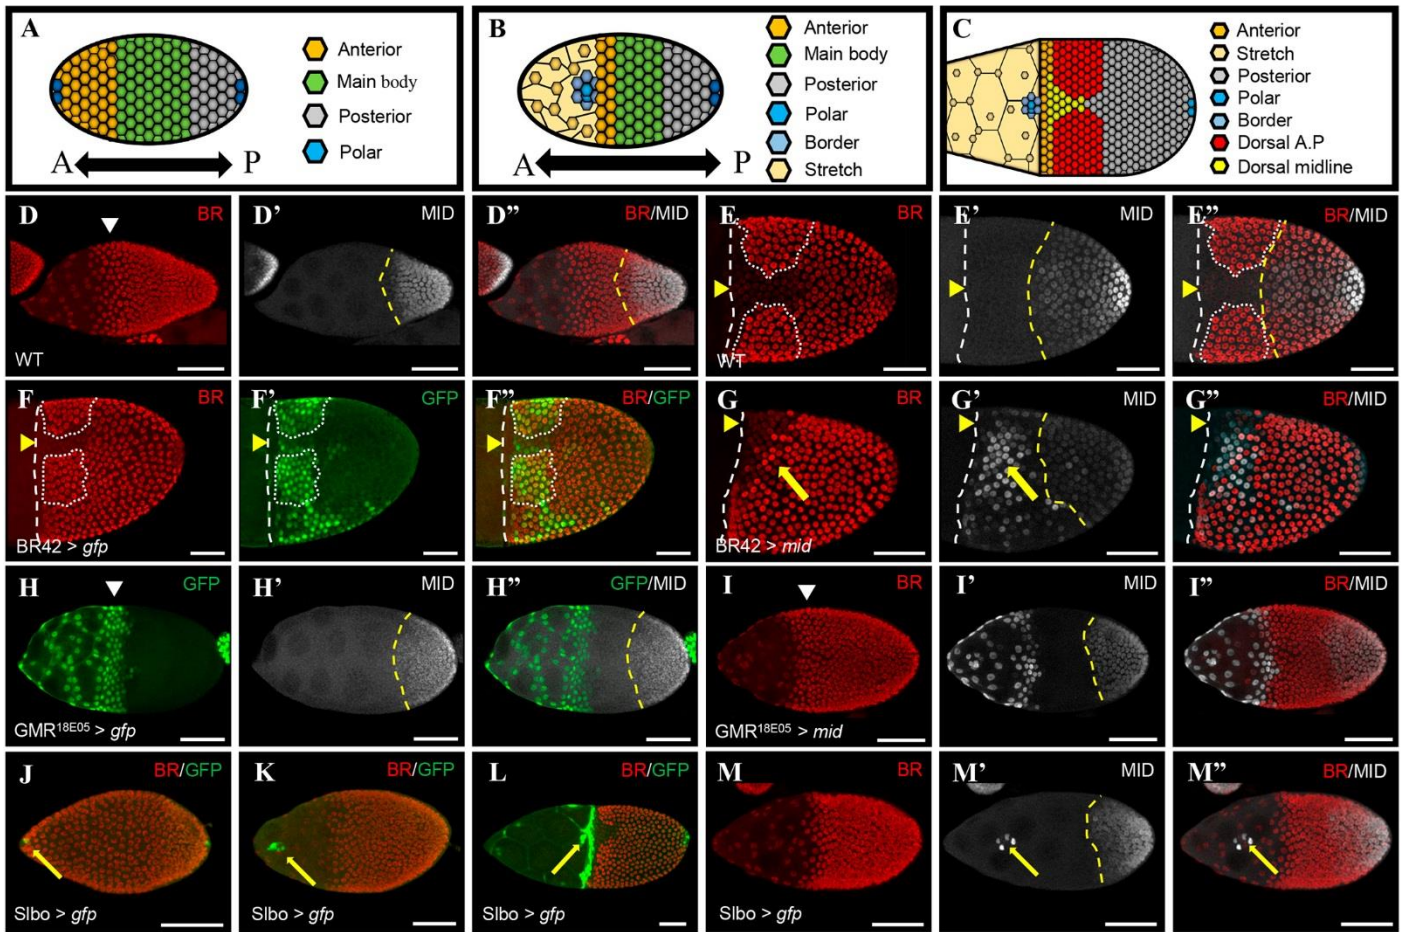 A
Anterior
Main body
Posterior
Polar
A P
B
Anterior
Main body
Posterior
Polar
Border
Stretch
A P
C
Anterior
Stretch
Posterior
Polar
Border
Dorsal A.P
Dorsal midline
D BR
WT
D’ MID
D” BR/MID
E BR
WT
E’ MID
E” BR/MID
F BR
BR42 > gfp
F’ GFP
F” BR/GFP
G BR
BR42 > mid
G’ MID
G” BR/MID
H GFP
GMR18E05 > gfp
H’ MID
H” GFP/MID
I BR
GMR18E05 > mid
I’ MID
I” BR/MID
J BR/GFP
Slbo > gfp
K BR/GFP
Slbo > gfp
L BR/GFP
Slbo > gfp
M BR
Slbo > gfp
M’ MID
M” BR/MID